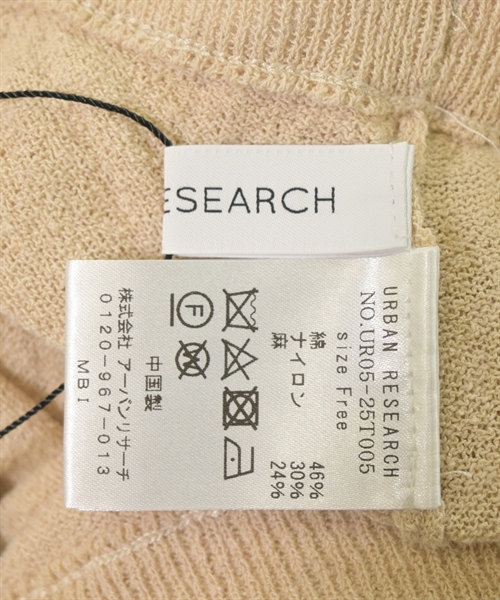 ESEARCH
URBAN RESEARCH
NO.UR05-25T005
size Free
綿 46%
ナイロン 30%
麻 24%
中国製
株式会社 アーバンリサーチ
0120-967-013
MBI